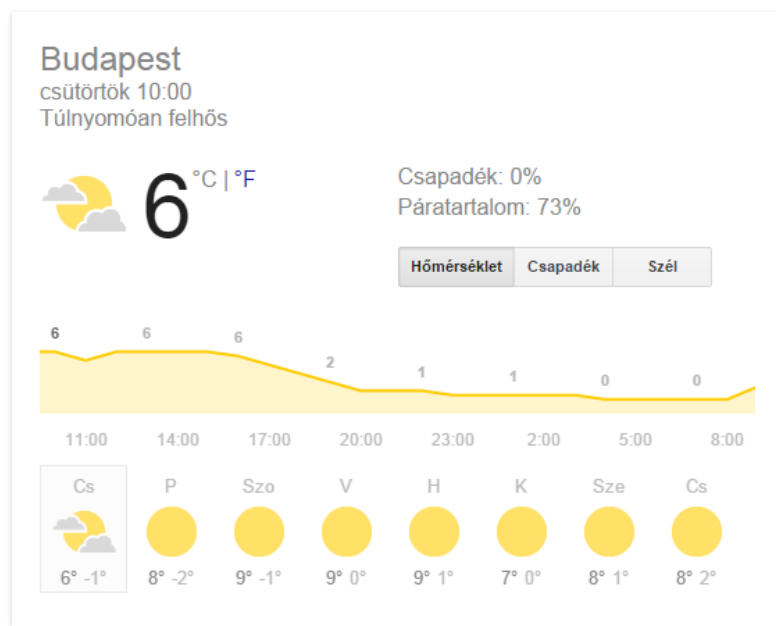 Budapest
csütörtök 10:00
Túlnyomóan felhős
6 °C | °F
Csapadék: 0%
Páratartalom: 73%
Hőmérséklet Csapadék Szél
6 6 6 2 1 1 0 0
11:00 14:00 17:00 20:00 23:00 2:00 5:00 8:00
Cs P Szo V H K Sze Cs
6° -1° 8° -2° 9° -1° 9° 0° 9° 1° 7° 0° 8° 1° 8° 2°